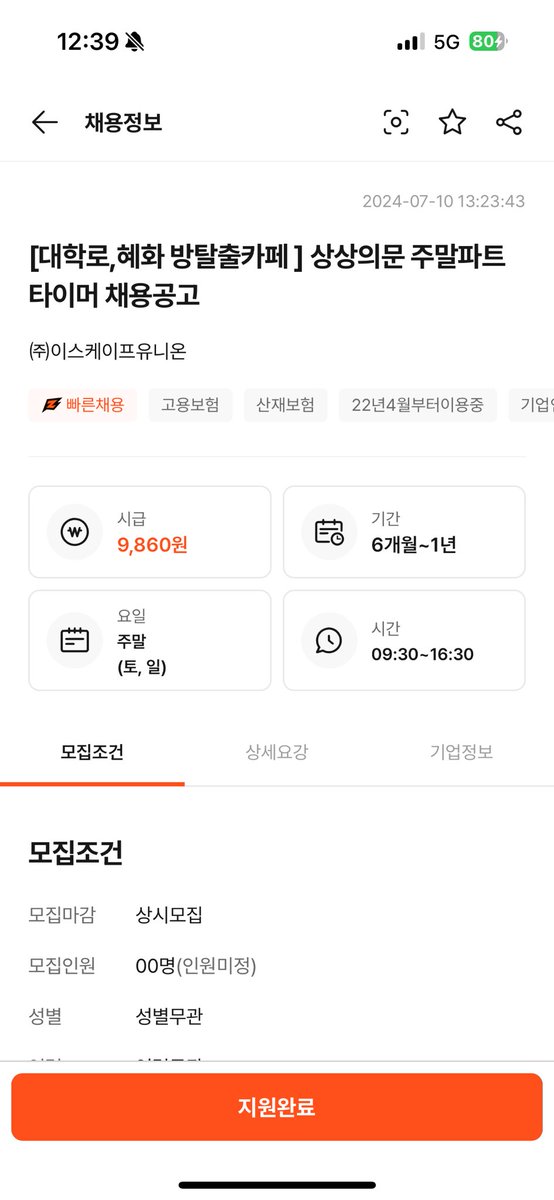 12:39
5G 80
채용정보
2024-07-10 13:23:43
[대학로,혜화 방탈출카페 ] 상상의문 주말파트
타이머 채용공고
㈜이스케이프유니온
빠른채용 고용보험 산재보험 22년4월부터이용중 기업인
시급
9,860원
기간
6개월~1년
요일
주말
(토, 일)
시간
09:30~16:30
모집조건 상세요강 기업정보
모집조건
모집마감 상시모집
모집인원 00명(인원미정)
성별 성별무관
지원완료